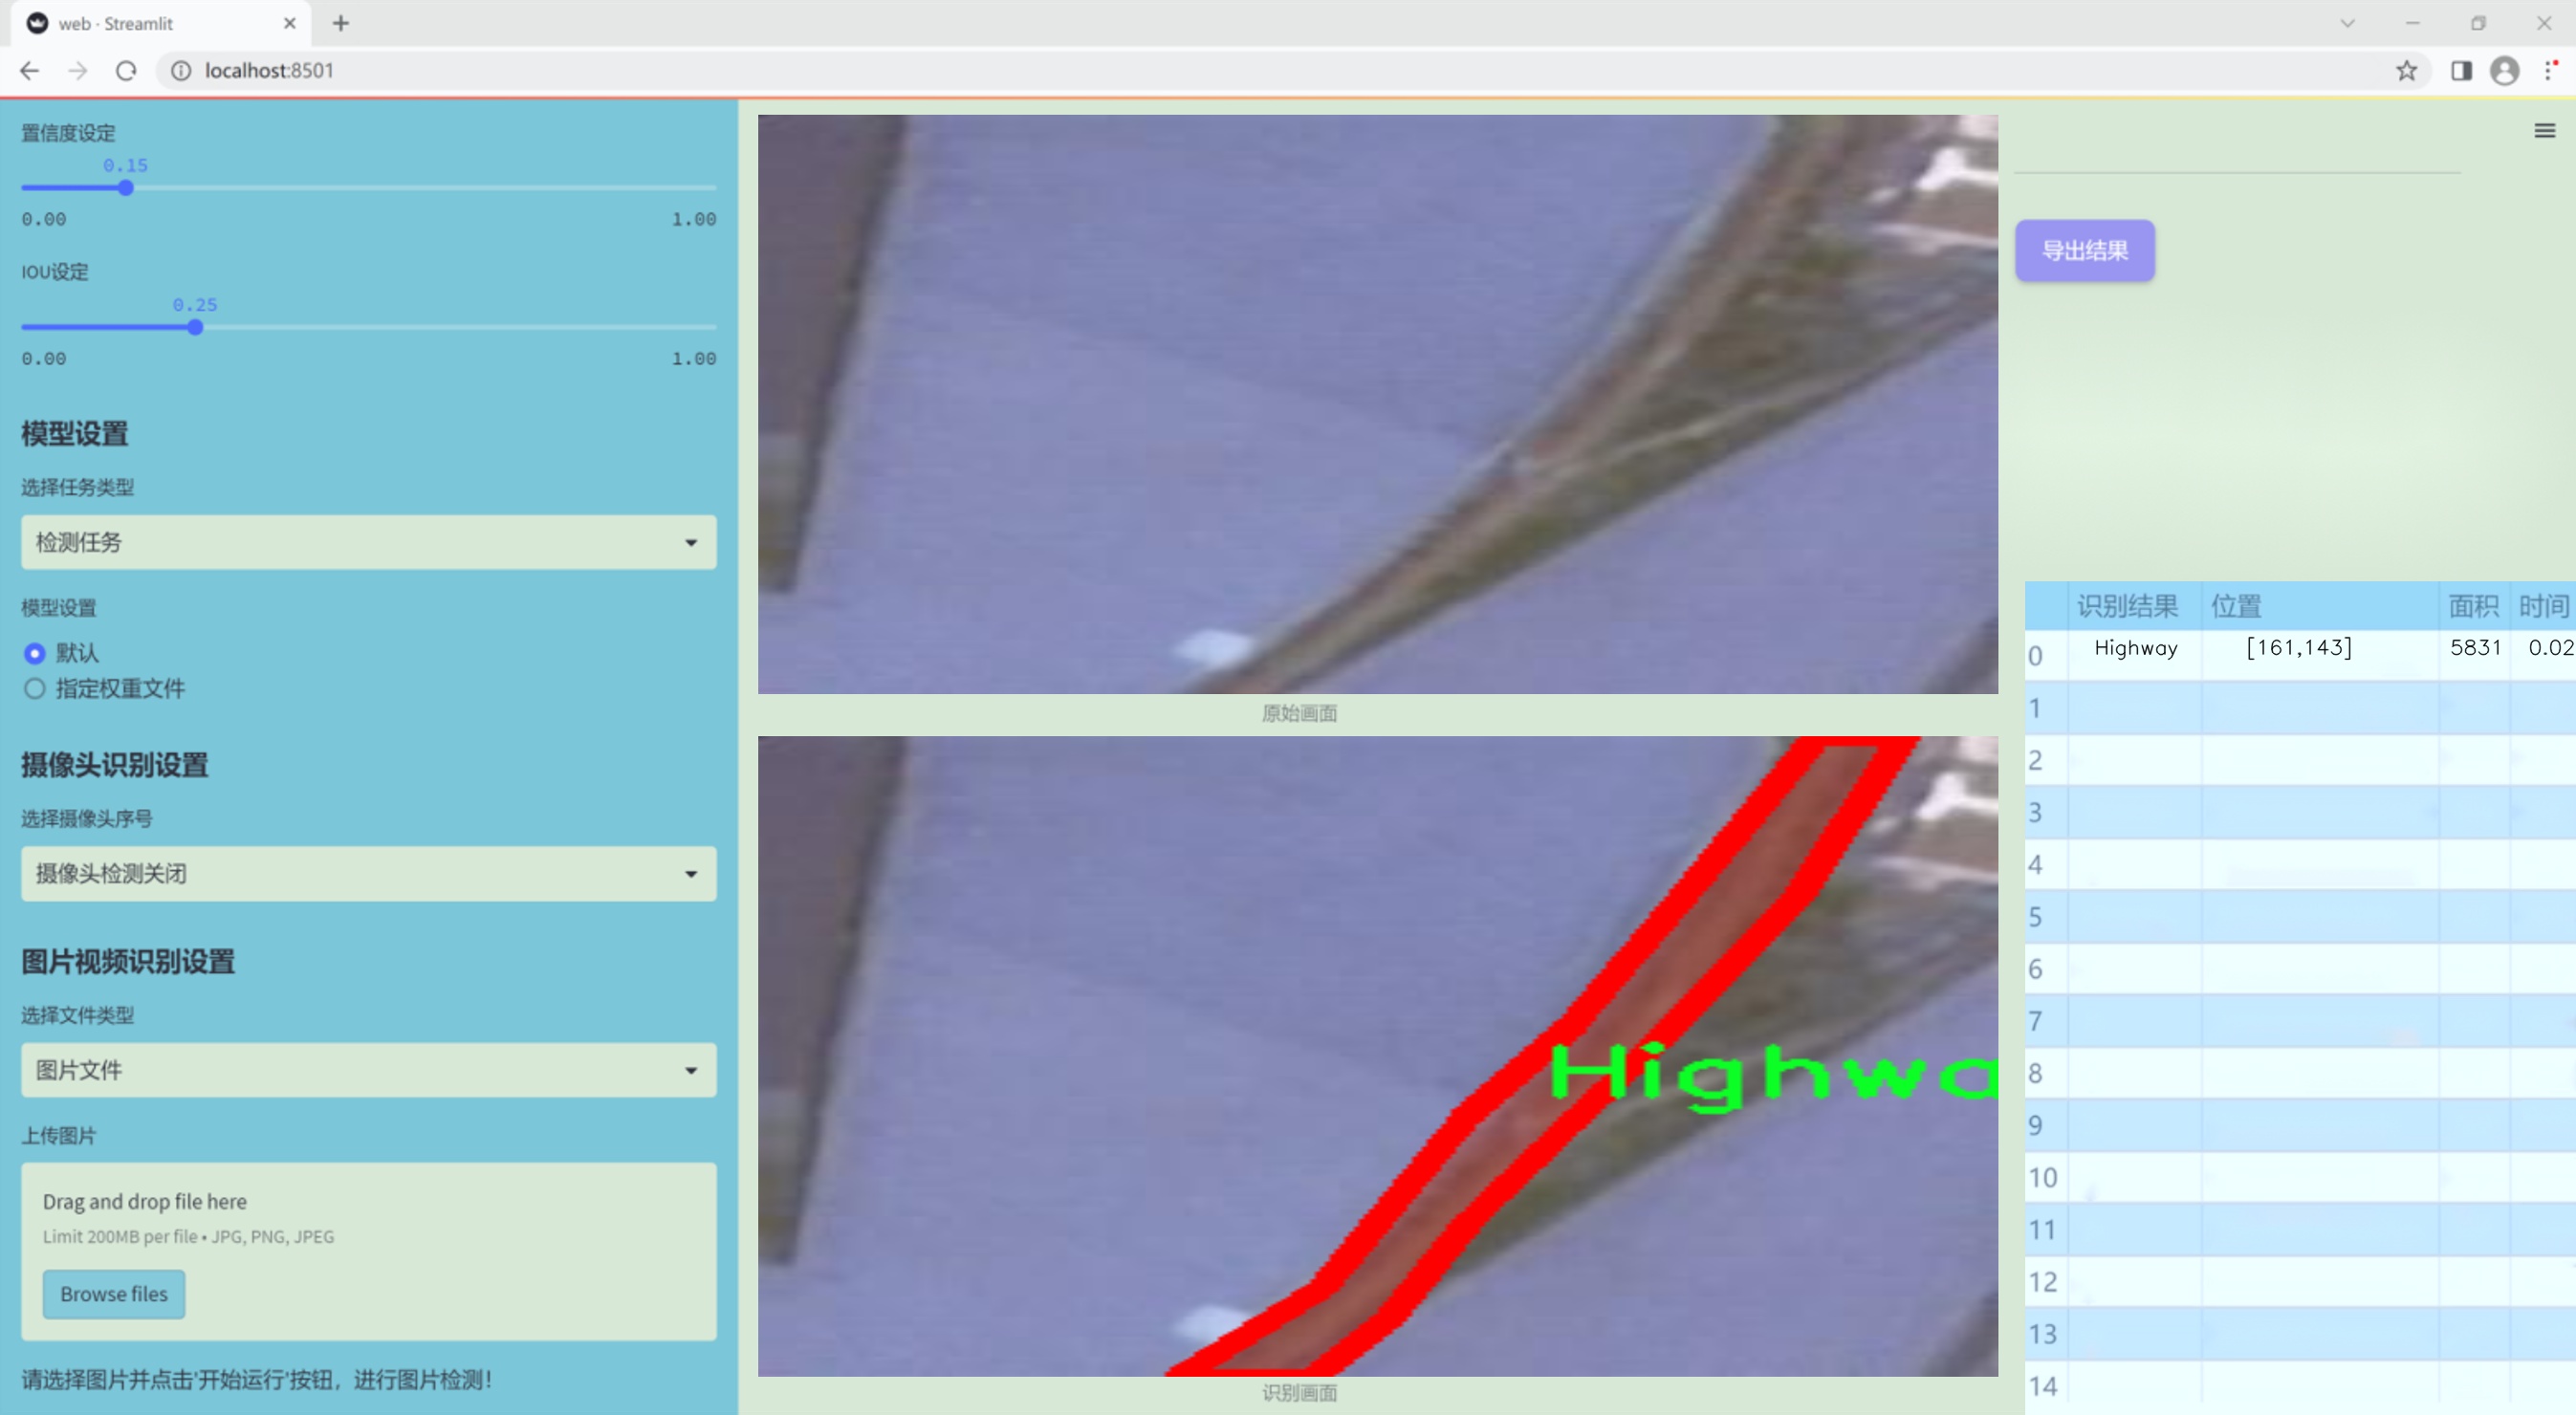 web · Streamlit
localhost:8501
置信度设定
0.15
0.00 1.00
IOU设定
0.25
0.00 1.00
模型设置
选择任务类型
检测任务
模型设置
默认
指定权重文件
摄像头识别设置
选择摄像头序号
摄像头检测关闭
图片视频识别设置
选择文件类型
图片文件
上传图片
Drag and drop file here
Limit 200MB per file • JPG, PNG, JPEG
Browse files
请选择图片并点击'开始运行'按钮，进行图片检测!
原始画面
Highwa
识别画面
导出结果
识别结果 位置 面积 时间
0 Highway [161,143] 5831 0.02
1
2
3
4
5
6
7
8
9
10
11
12
13
14